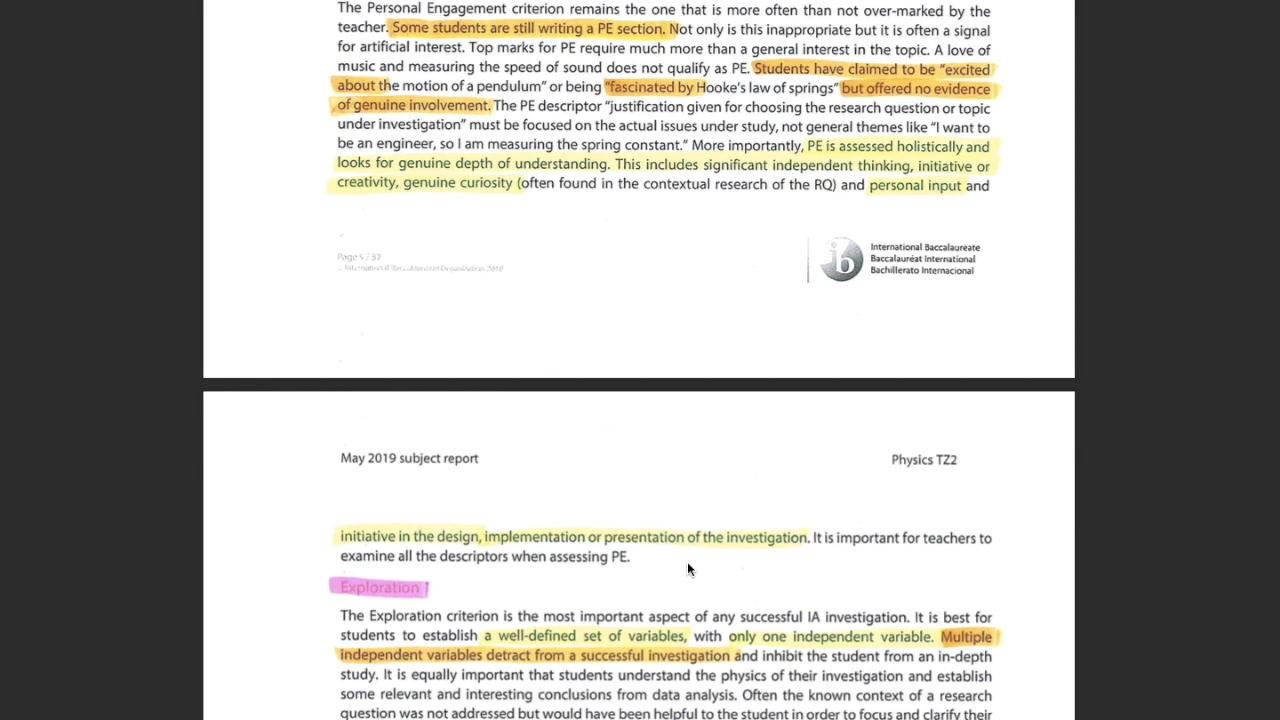 The Personal Engagement criterion remains the one that is more often than not over-marked by the
teacher. Some students are still writing a PE section. Not only is this inappropriate but it is often a signal
for artificial interest. Top marks for PE require much more than a general interest in the topic. A love of
music and measuring the speed of sound does not qualify as PE. Students have claimed to be “excited
about the motion of a pendulum” or being “fascinated by Hooke’s law of springs” but offered no evidence
of genuine involvement. The PE descriptor “justification given for choosing the research question or topic
under investigation” must be focused on the actual issues under study, not general themes like “I want to
be an engineer, so I am measuring the spring constant.” More importantly, PE is assessed holistically and
looks for genuine depth of understanding. This includes significant independent thinking, initiative or
creativity, genuine curiosity (often found in the contextual research of the RQ) and personal input and
Page 5 / 32
International Baccalaureate Organization 2019
ib
International Baccalaureate
Baccalauréat International
Bachillerato Internacional
May 2019 subject report
Physics TZ2
initiative in the design, implementation or presentation of the investigation. It is important for teachers to
examine all the descriptors when assessing PE.
Exploration
The Exploration criterion is the most important aspect of any successful IA investigation. It is best for
students to establish a well-defined set of variables, with only one independent variable. Multiple
independent variables detract from a successful investigation and inhibit the student from an in-depth
study. It is equally important that students understand the physics of their investigation and establish
some relevant and interesting conclusions from data analysis. Often the known context of a research
question was not addressed but would have been helpful to the student in order to focus and clarify their